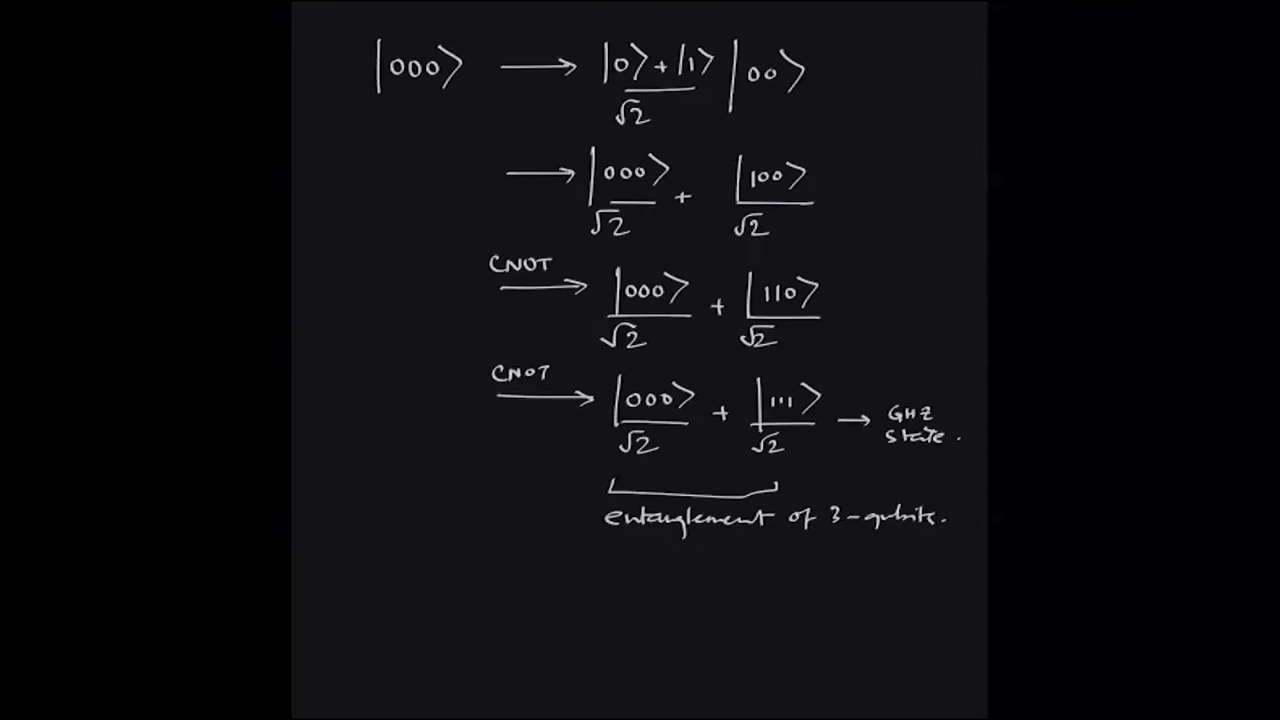 |000⟩ → |0⟩+|1⟩/√2 |00⟩
→ |000⟩/√2 + |100⟩/√2
CNOT → |000⟩/√2 + |110⟩/√2
CNOT → |000⟩/√2 + |111⟩/√2 → GHZ state.
entanglement of 3-qubits.